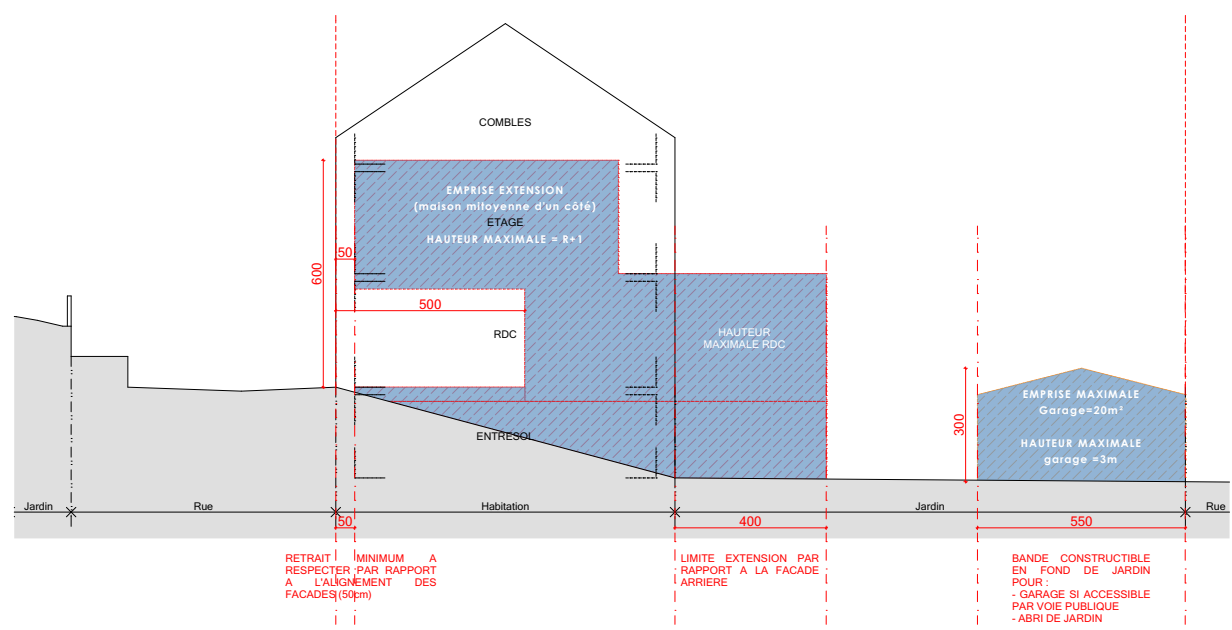 COMBLES
EMPRISE EXTENSION
(maison mitoyenne d'un côté)
ETAGE
HAUTEUR MAXIMALE = R+1
50
600
500
RDC
HAUTEUR
MAXIMALE RDC
ENTRESOL
300
EMPRISE MAXIMALE
Garage=20m²
HAUTEUR MAXIMALE
garage =3m
Jardin
Rue
Habitation
Jardin
Rue
50
400
550
RETRAIT MINIMUM A
RESPECTER PAR RAPPORT
A L'ALIGNEMENT DES
FACADES (50cm)
LIMITE EXTENSION PAR
RAPPORT A LA FACADE
ARRIERE
BANDE CONSTRUCTIBLE
EN FOND DE JARDIN
POUR :
- GARAGE SI ACCESSIBLE
PAR VOIE PUBLIQUE
- ABRI DE JARDIN